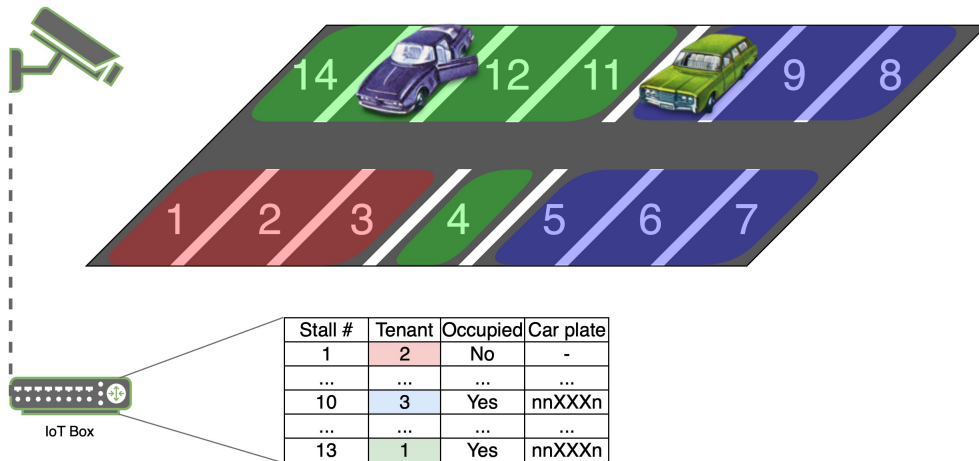 14 12 11 9 8
1 2 3 4 5 6 7
Stall # Tenant Occupied Car plate
1 2 No -
... ... ... ...
10 3 Yes nnXXXn
... ... ... ...
13 1 Yes nnXXXn
IoT Box